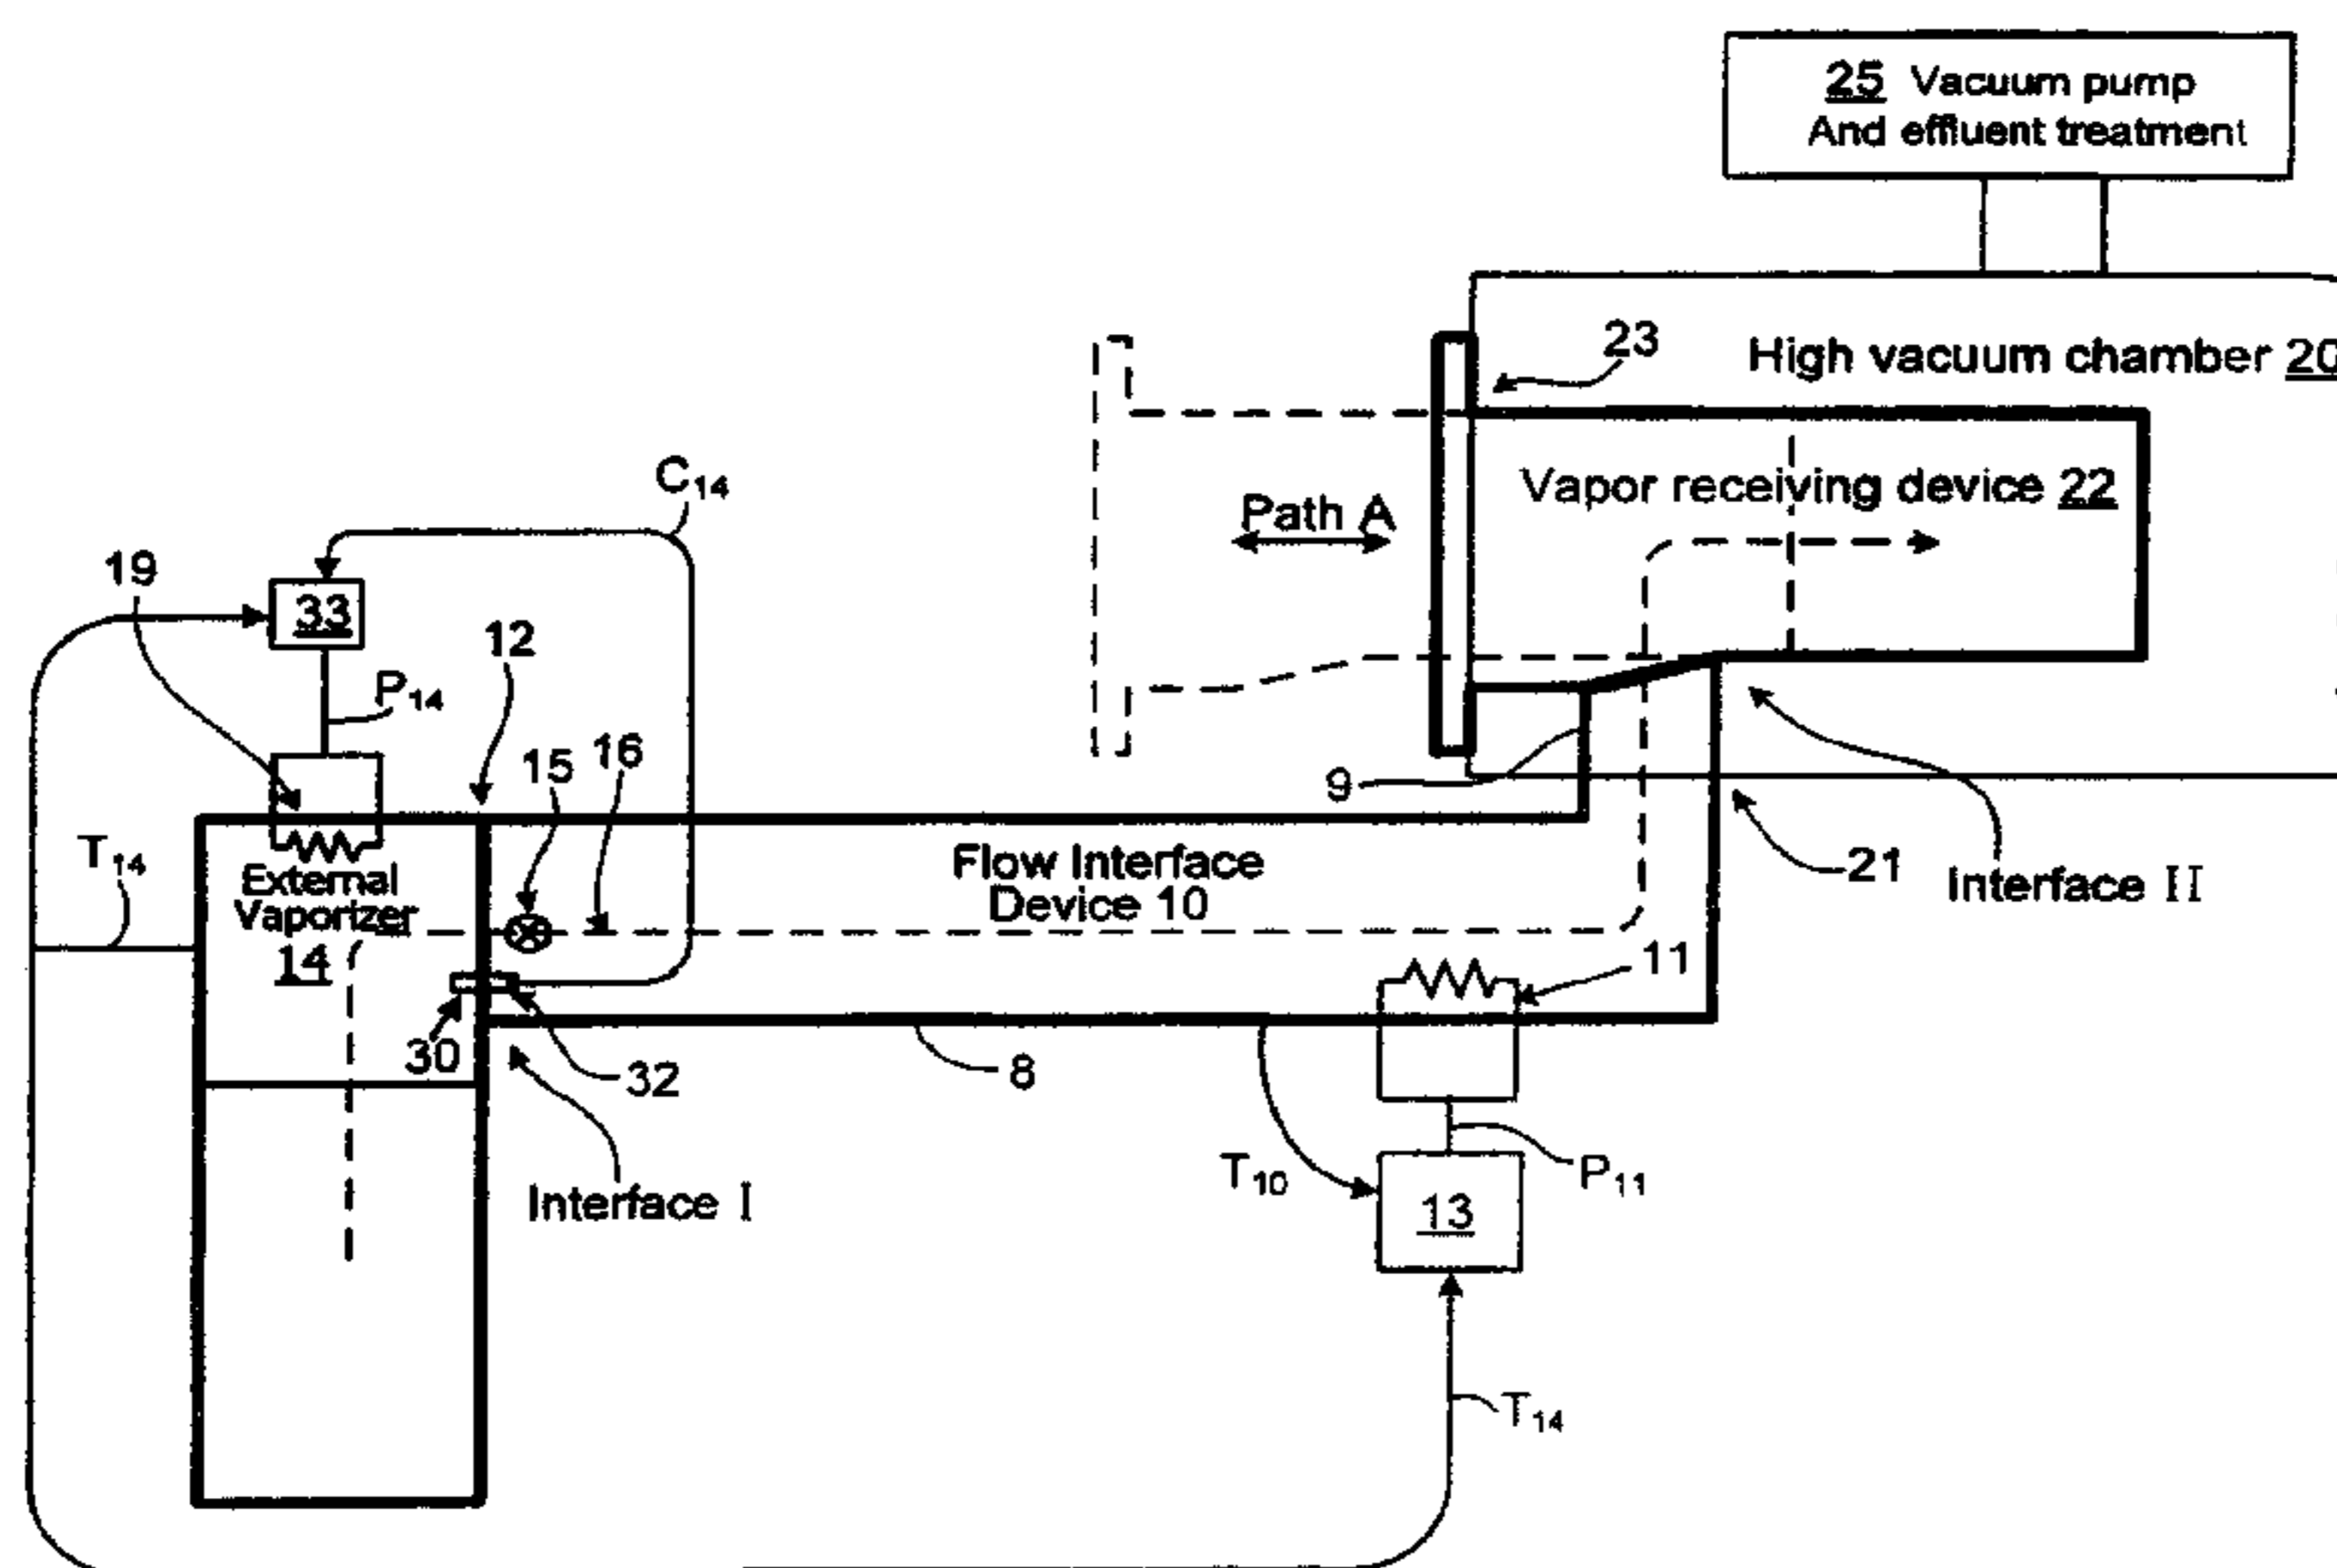 25 Vacuum pump
And effluent treatment
23
High vacuum chamber 20
C14
Vapor receiving device 22
Path A
19
33
12
P14
15
16
9
T14
External
Vaporizer
14
Flow Interface
Device 10
21
Interface II
11
30
32
8
Interface I
T10
P11
13
T14